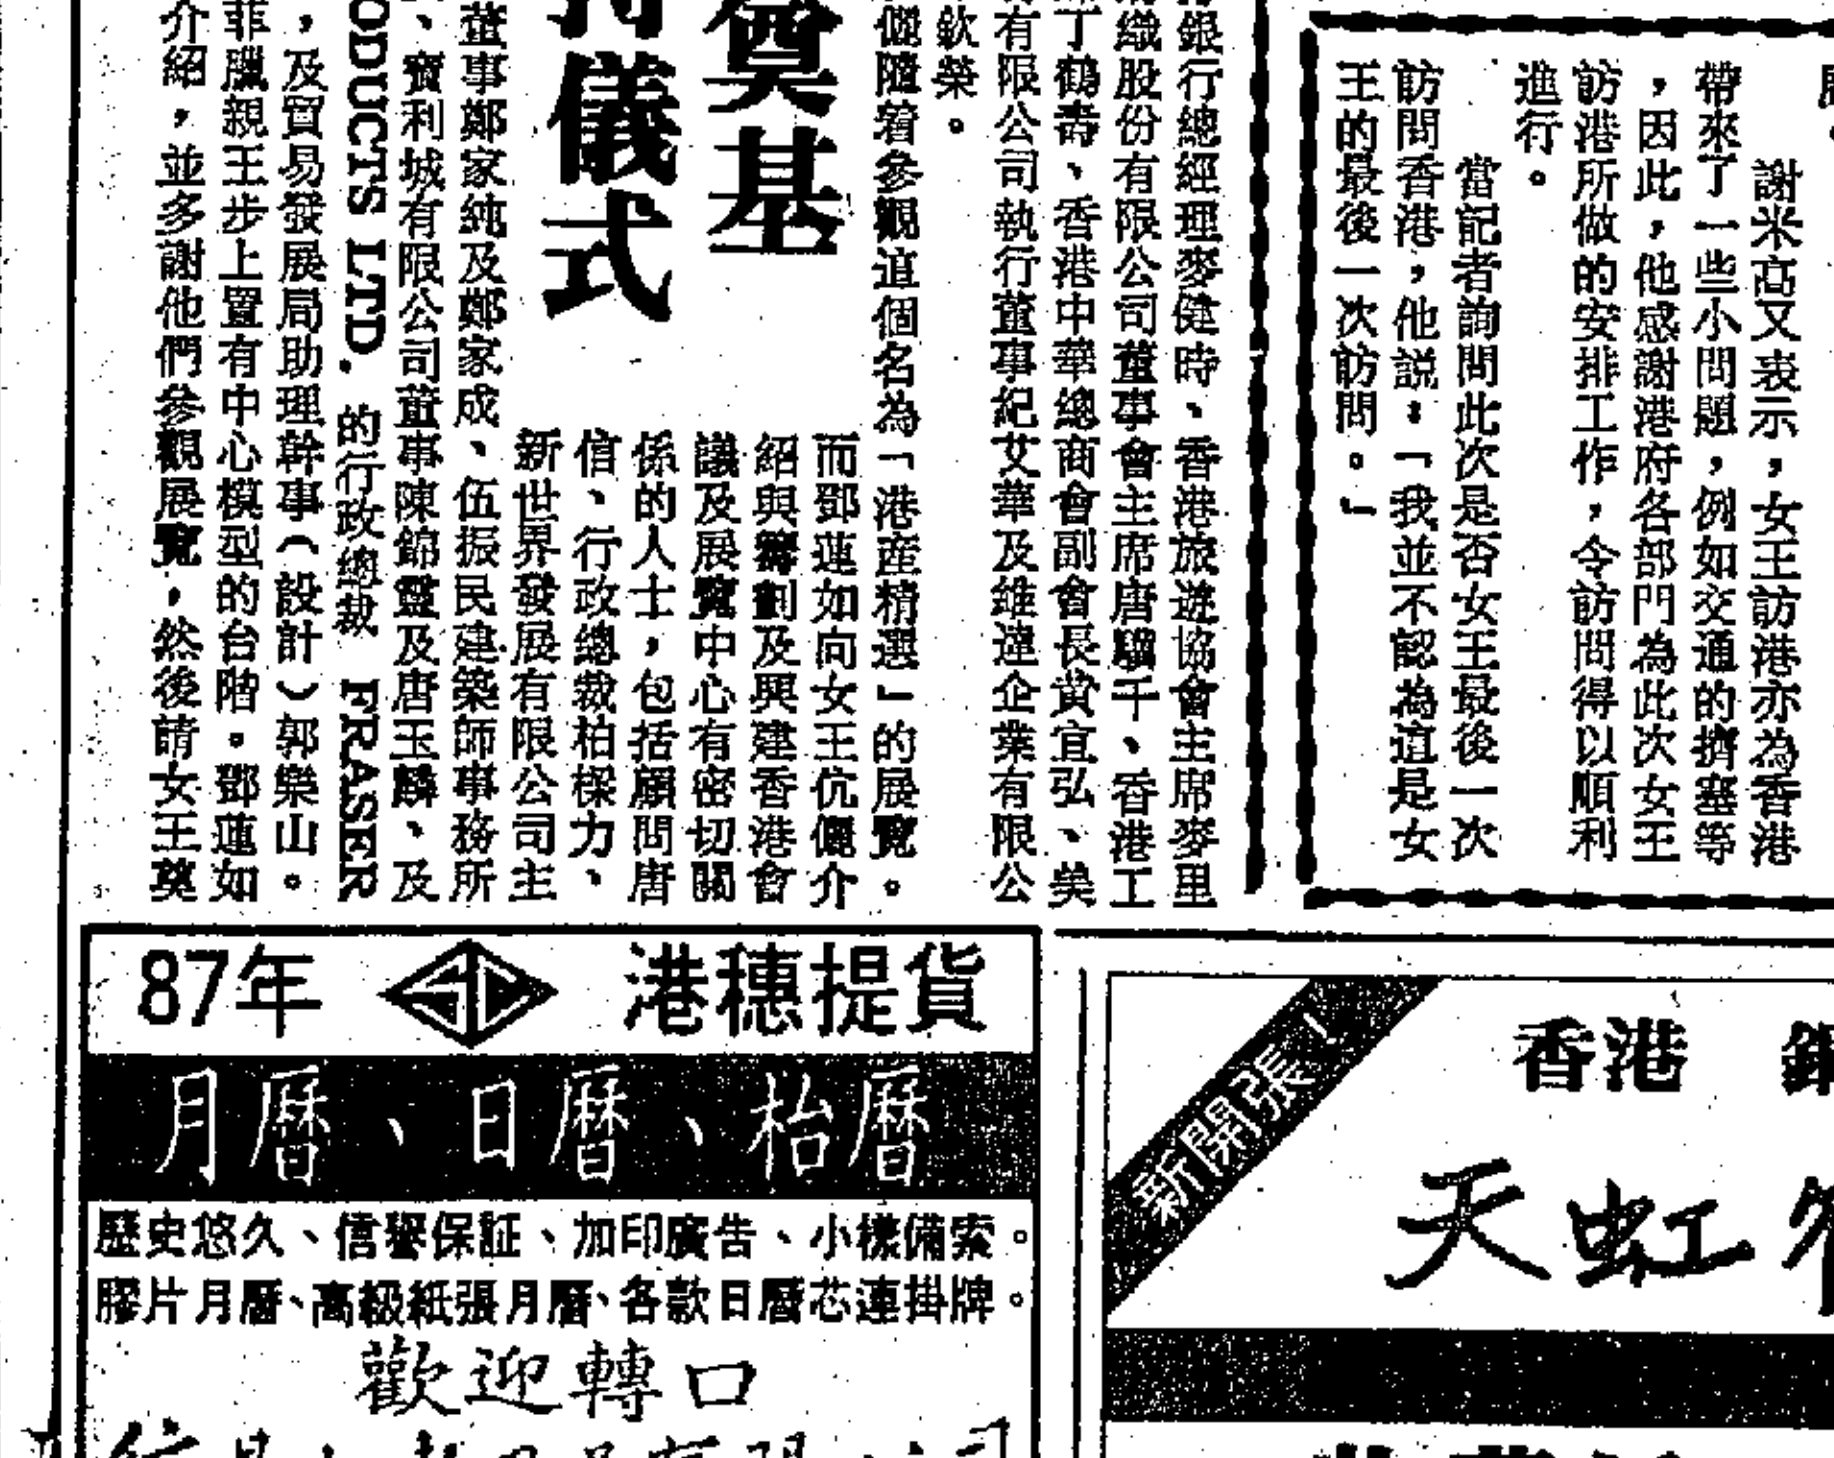 謝米高又表示，女王訪港亦為香港
帶來了一些小問題，例如交通的擠塞等
，因此，他感謝港府各部門為此次女王
訪港所做的安排工作，令訪問得以順利
進行。
當記者詢問此次是否女王最後一次
訪問香港，他説：「我並不認為這是女
王的最後一次訪問。」
銀行總經理麥健時、香港旅遊協會主席麥里
織股份有限公司董事會主席唐驥千、香港工
丁鶴壽、香港中華總商會副會長黃宜弘、美
有限公司執行董事紀文華及維達企業有限公
欽榮。
儷隨着參觀這個名為「港産精選」的展覽。
奠基
儀式
而鄧蓮如向女王伉儷介
紹與籌劃及興建香港會
議及展覽中心有密切關
係的人士，包括顧問唐
信、行政總裁柏樑力、
新世界發展有限公司主
董事鄭家純及鄭家成、伍振民建築師事務所
、寶利城有限公司董事陳錦靈及唐玉麟、及
ODUCTS LTD. 的行政總裁 FRASER
，及貿易發展局助理幹事（設計）郭樂山。
菲臘親王步上置有中心模型的台階。鄧蓮如
介紹，並多謝他們參觀展覽，然後請女王奠
87年 港穗提貨
月曆、日曆、枱曆
歷史悠久、信譽保証、加印廣告、小樣備索。
膠片月曆、高級紙張月曆、各款日曆芯連掛牌。
歡迎轉口
新開張！
香港
天虹